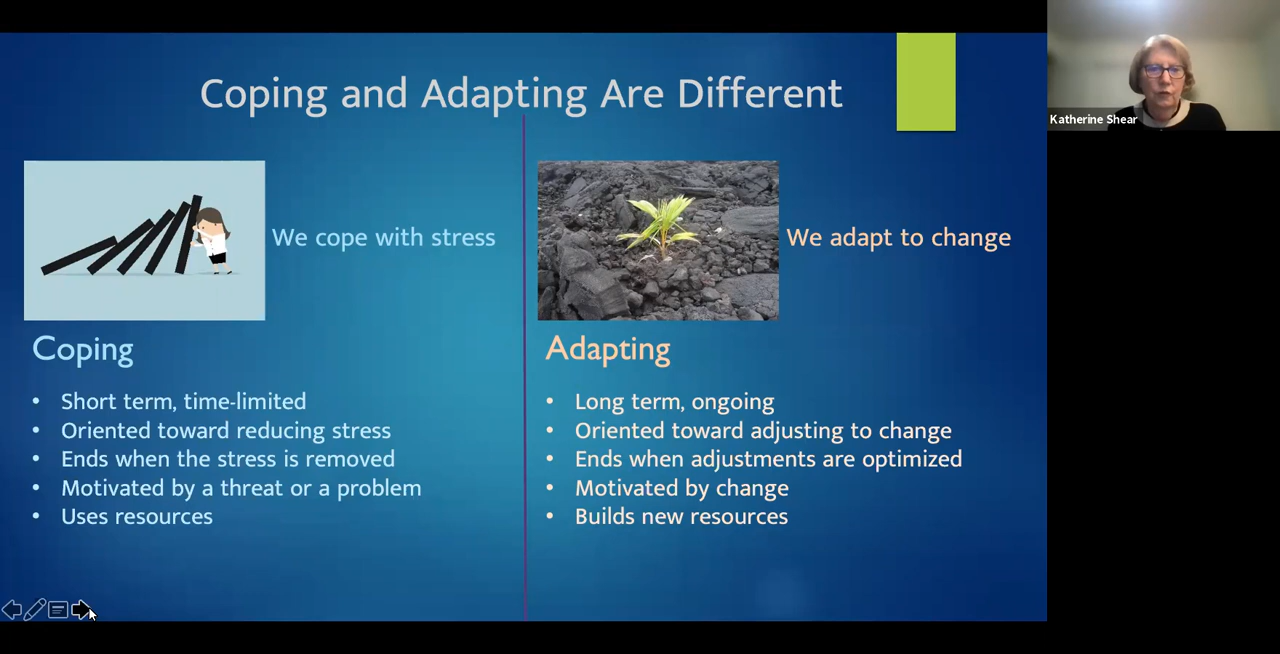 Coping and Adapting Are Different
Katherine Shear
We cope with stress
We adapt to change
Coping
• Short term, time-limited
• Oriented toward reducing stress
• Ends when the stress is removed
• Motivated by a threat or a problem
• Uses resources
Adapting
• Long term, ongoing
• Oriented toward adjusting to change
• Ends when adjustments are optimized
• Motivated by change
• Builds new resources